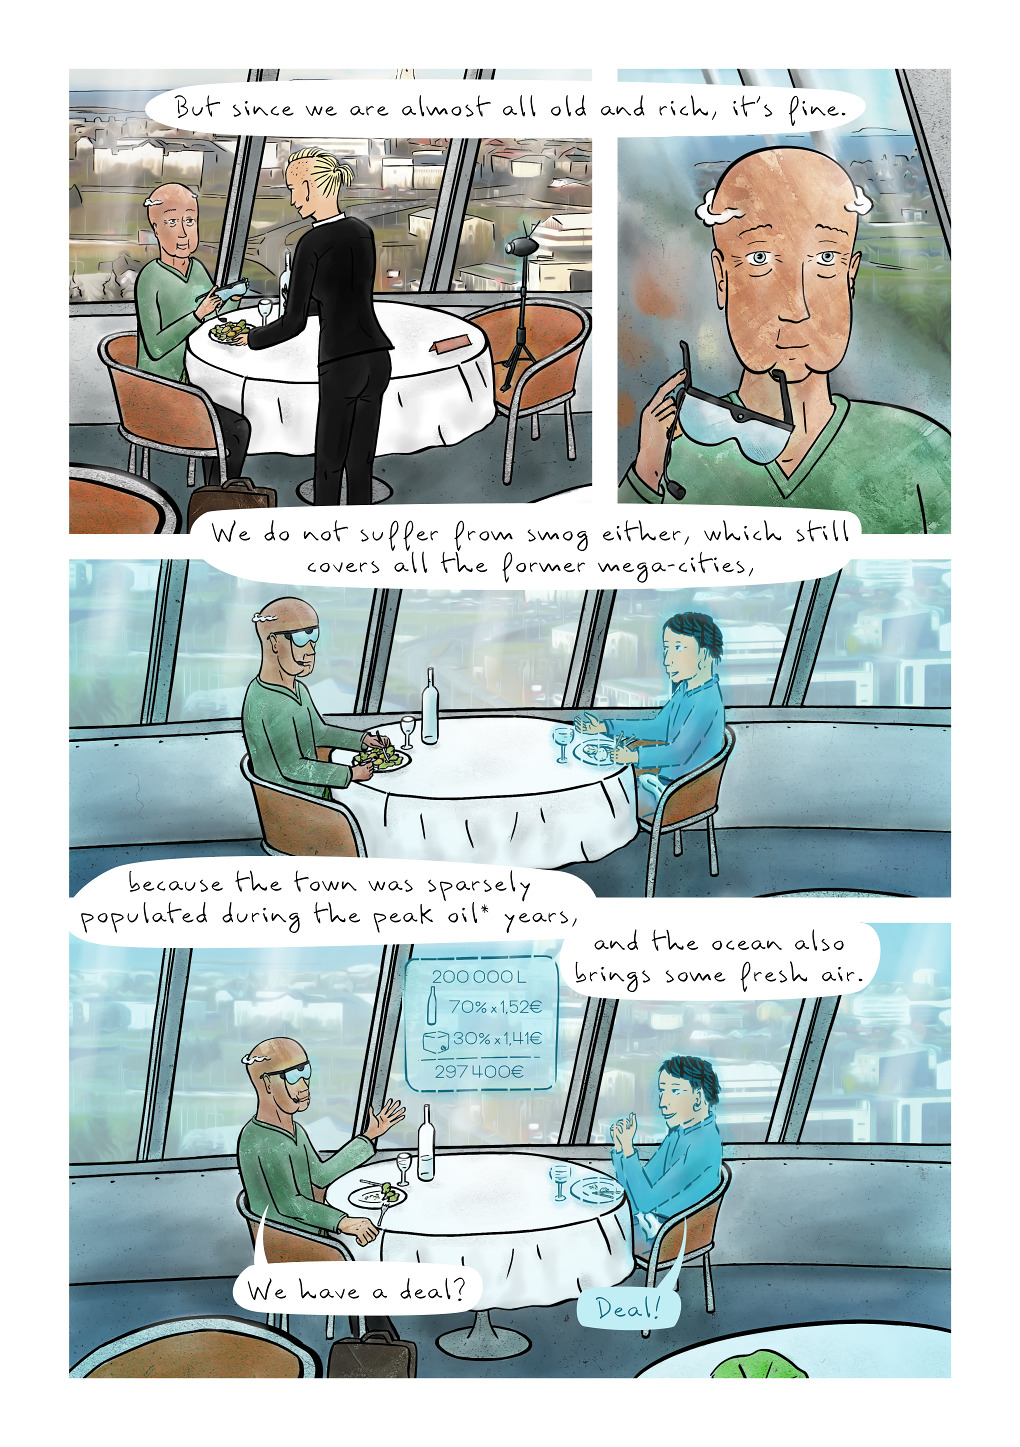 But since we are almost all old and rich, it's fine.
We do not suffer from smog either, which still
covers all the former mega-cities,
because the town was sparsely
populated during the peak oil* years,
and the ocean also
brings some fresh air.
200 000 L
70% x 1,52€
30% x 1,41€
297 400€
We have a deal?
Deal!